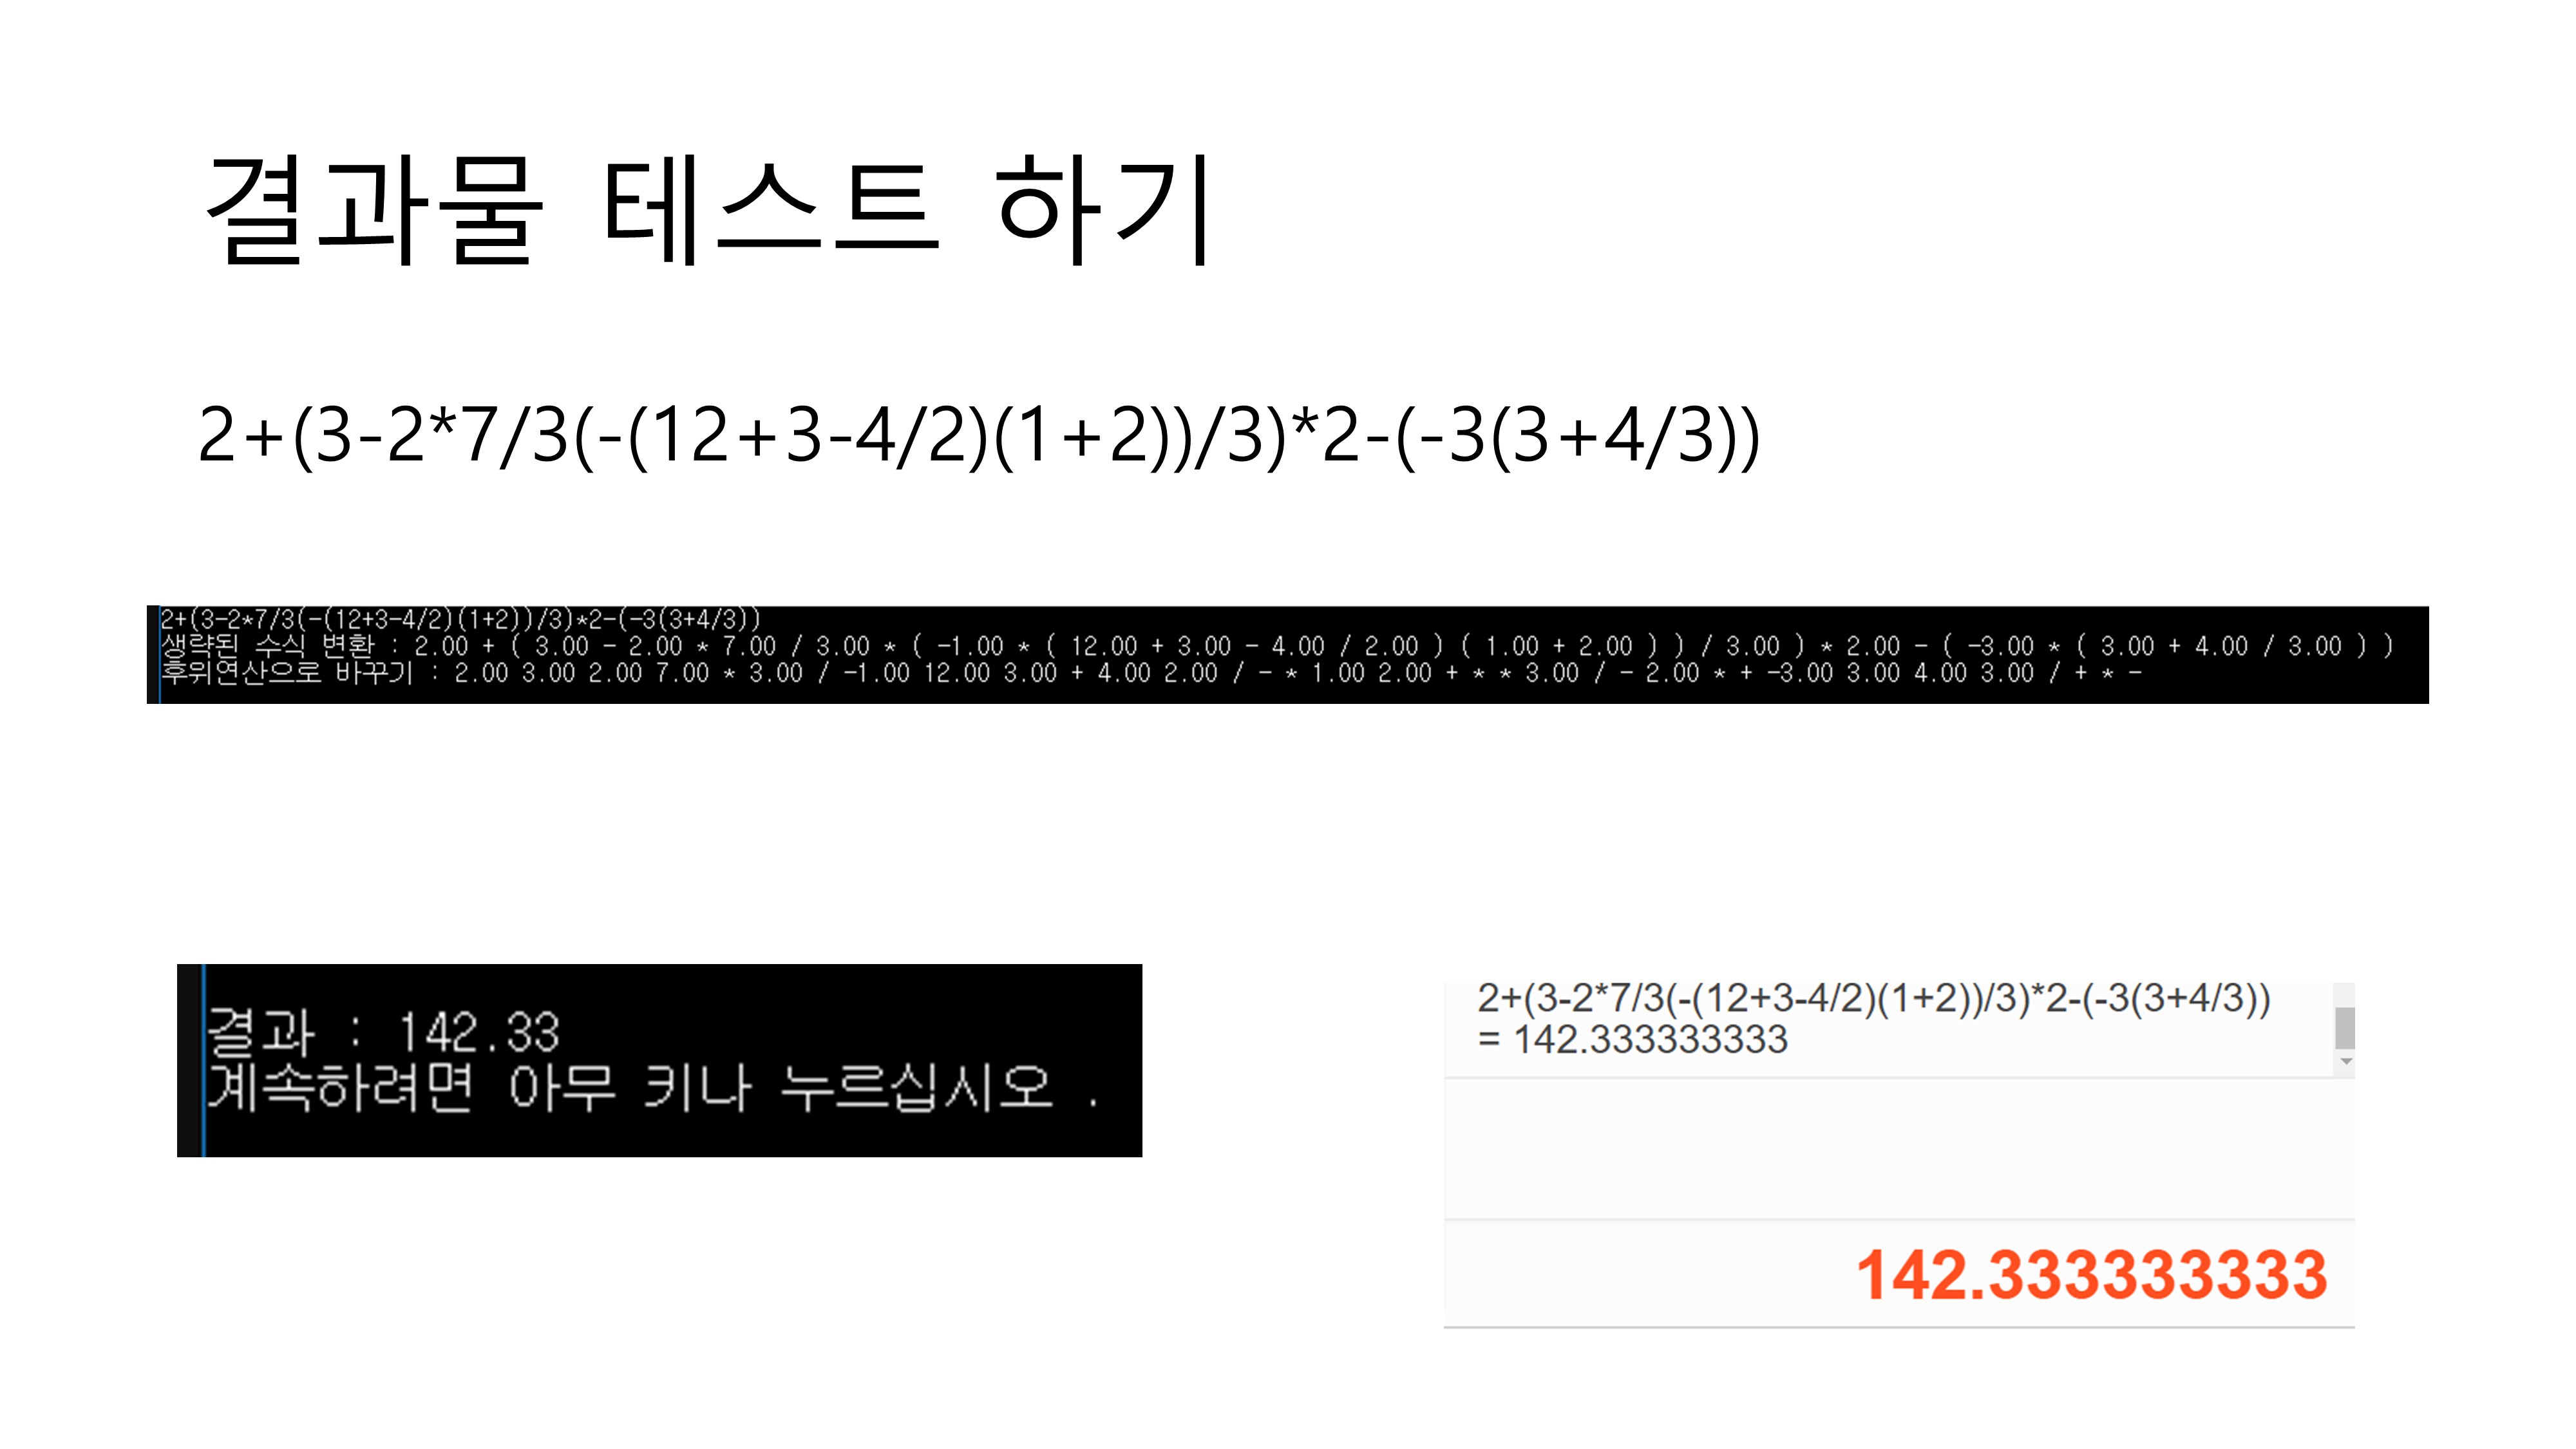 결과물 테스트 하기
2+(3-2*7/3(-(12+3-4/2)(1+2))/3)*2-(-3(3+4/3))
2+(3-2*7/3(-(12+3-4/2)(1+2))/3)*2-(-3(3+4/3))
생략된 수식 변환 : 2.00 + ( 3.00 - 2.00 * 7.00 / 3.00 * ( -1.00 * ( 12.00 + 3.00 - 4.00 / 2.00 ) ( 1.00 + 2.00 ) ) / 3.00 ) * 2.00 - ( -3.00 * ( 3.00 + 4.00 / 3.00 ) )
후위연산으로 바꾸기 : 2.00 3.00 2.00 7.00 * 3.00 / -1.00 12.00 3.00 + 4.00 2.00 / - * 1.00 2.00 + * * 3.00 / - 2.00 * + -3.00 3.00 4.00 3.00 / + * -
결과 : 142.33
계속하려면 아무 키나 누르십시오 .
2+(3-2*7/3(-(12+3-4/2)(1+2))/3)*2-(-3(3+4/3))
= 142.333333333
142.333333333